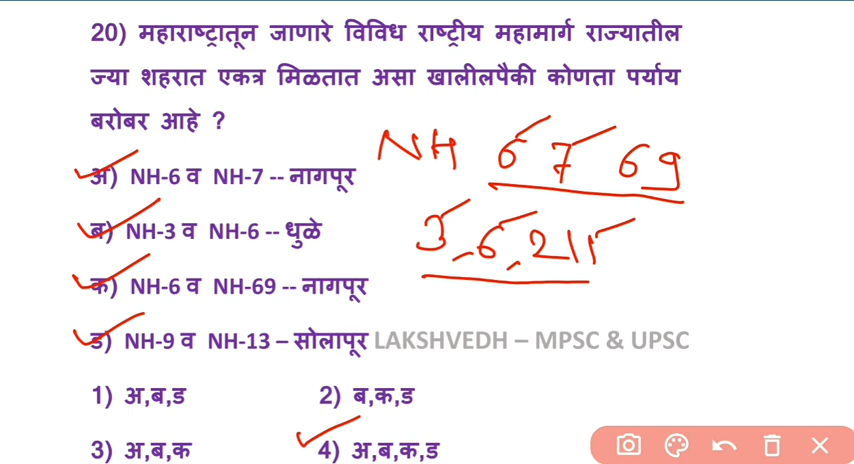 20) महाराष्ट्रातून जाणारे विविध राष्ट्रीय महामार्ग राज्यातील
ज्या शहरात एकत्र मिळतात असा खालीलपैकी कोणता पर्याय
बरोबर आहे ?
NH 6 7 69
अ) NH-6 व NH-7 -- नागपूर
ब) NH-3 व NH-6 -- धुळे
3, 6, 211
क) NH-6 व NH-69 -- नागपूर
ड) NH-9 व NH-13 – सोलापूर LAKSHVEDH – MPSC & UPSC
1) अ,ब,ड 2) ब,क,ड
3) अ,ब,क 4) अ,ब,क,ड